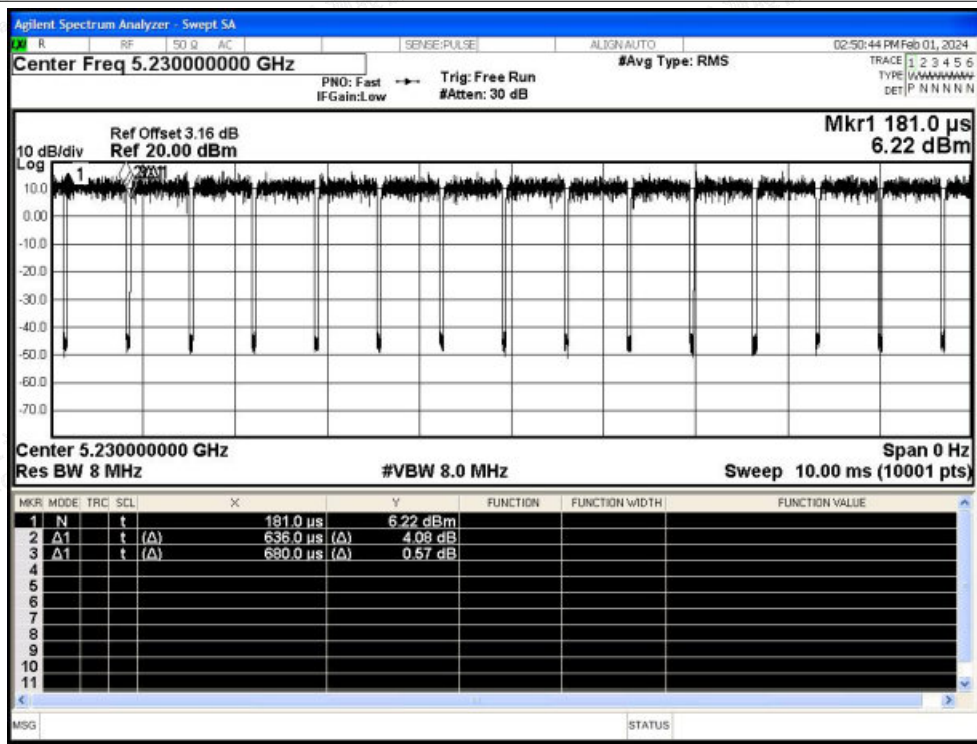 Agilent Spectrum Analyzer - Swept SA
LXI R RF 50 Ω AC SENSE:PULSE ALIGN AUTO 02:50:44 PM Feb 01, 2024
Center Freq 5.230000000 GHz #Avg Type: RMS TRACE 1 2 3 4 5 6
PNO: Fast Trig: Free Run TYPE WWWWWW
IFGain:Low #Atten: 30 dB DET P N N N N N
Ref Offset 3.16 dB Mkr1 181.0 µs
10 dB/div Ref 20.00 dBm 6.22 dBm
Log
1
10.0
0.00
-10.0
-20.0
-30.0
-40.0
-50.0
-60.0
-70.0
Center 5.230000000 GHz Span 0 Hz
Res BW 8 MHz #VBW 8.0 MHz Sweep 10.00 ms (10001 pts)
MKR MODE TRC SCL X Y FUNCTION FUNCTION WIDTH FUNCTION VALUE
1 N t 181.0 µs 6.22 dBm
2 Δ1 t (Δ) 636.0 µs (Δ) 4.08 dB
3 Δ1 t (Δ) 680.0 µs (Δ) 0.57 dB
4
5
6
7
8
9
10
11
MSG STATUS